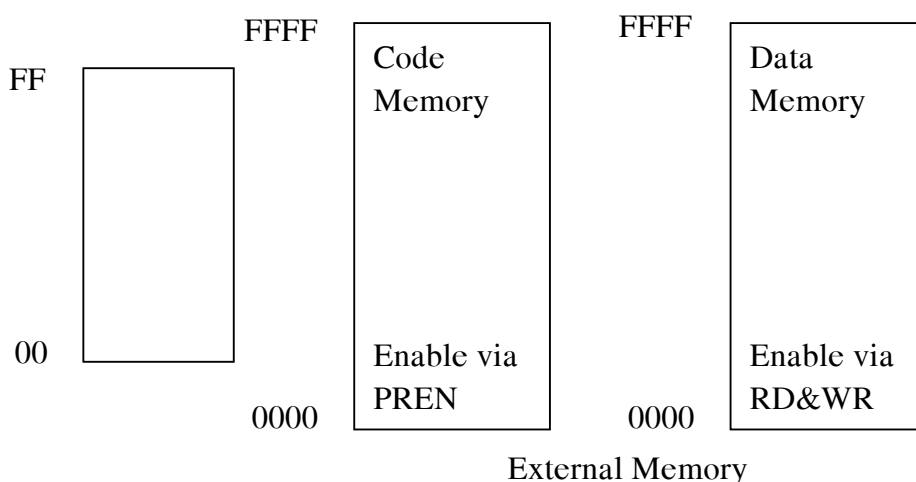 FF
00
FFFF
Code
Memory
Enable via
PREN
0000
FFFF
Data
Memory
Enable via
RD&WR
0000
External Memory